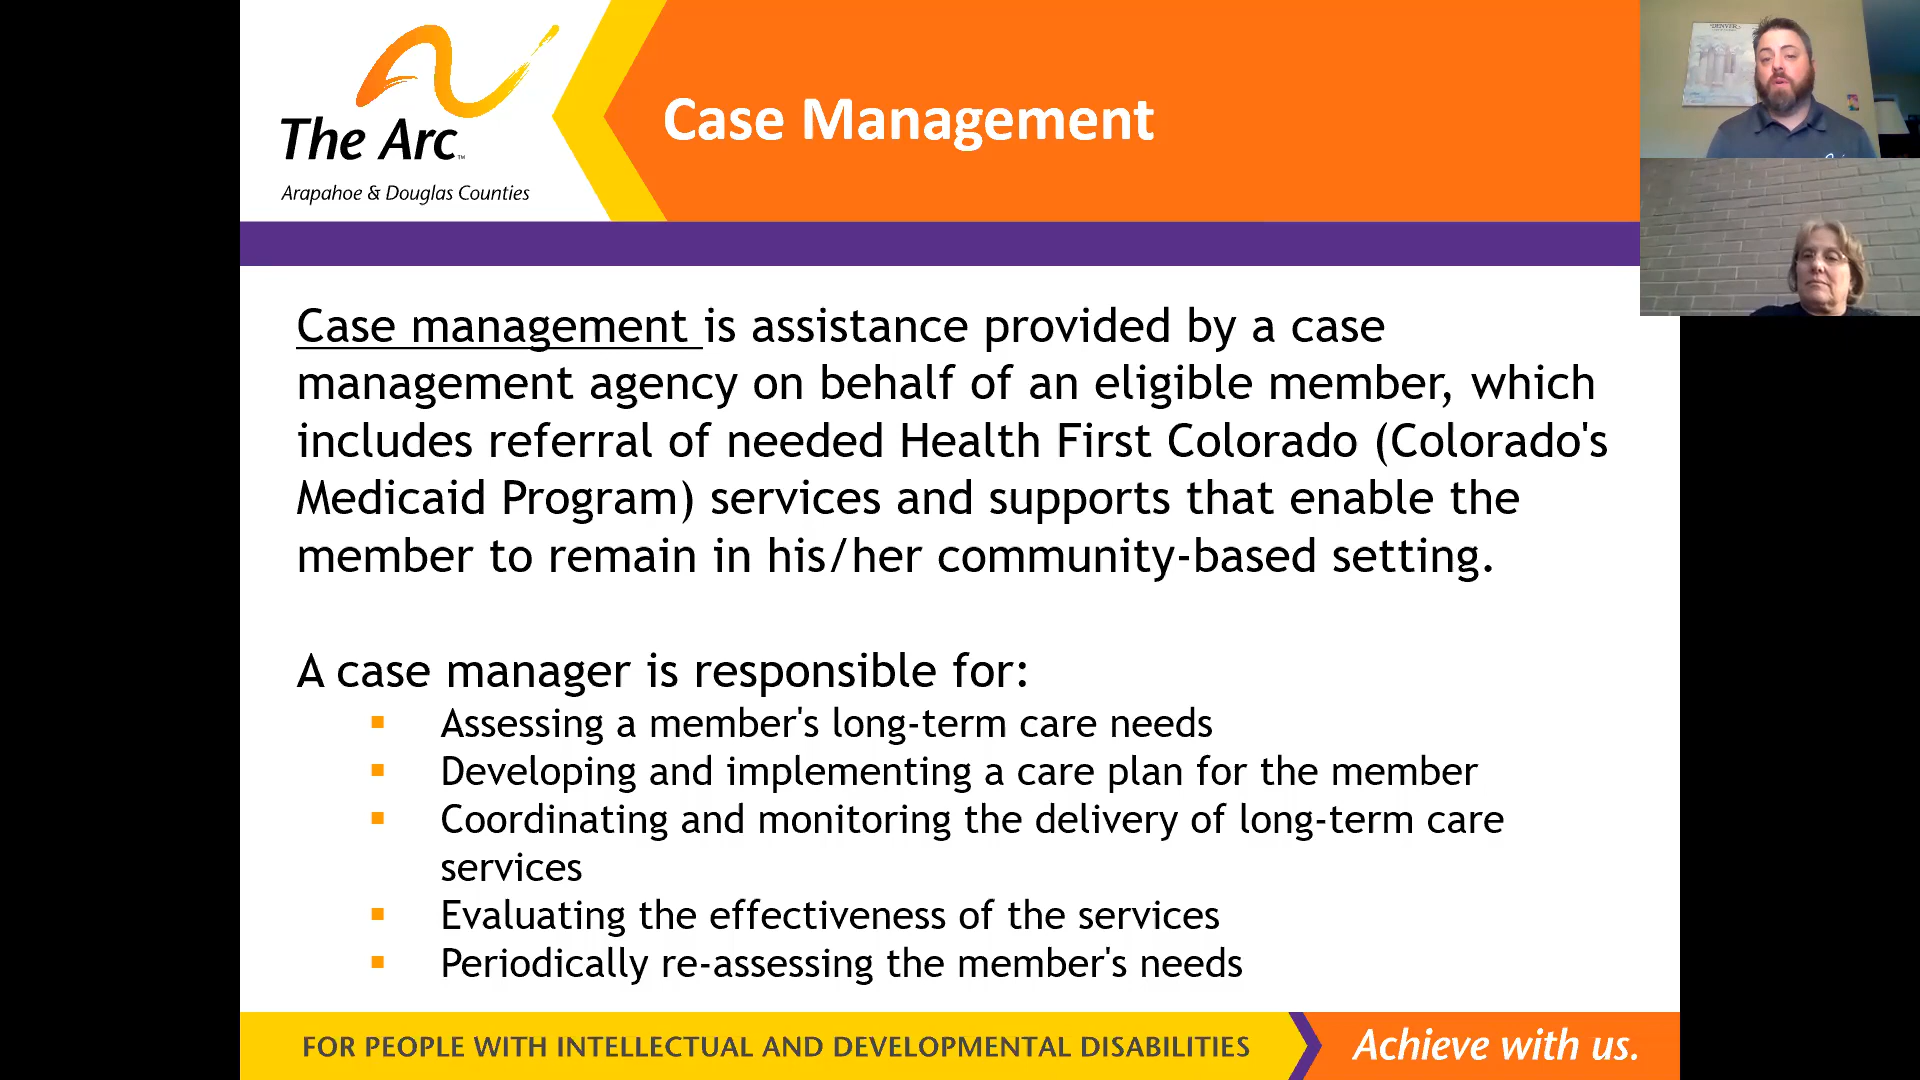 The Arc™
Arapahoe & Douglas Counties
Case Management
DENVER
Case management is assistance provided by a case
management agency on behalf of an eligible member, which
includes referral of needed Health First Colorado (Colorado's
Medicaid Program) services and supports that enable the
member to remain in his/her community-based setting.
A case manager is responsible for:
Assessing a member's long-term care needs
Developing and implementing a care plan for the member
Coordinating and monitoring the delivery of long-term care
services
Evaluating the effectiveness of the services
Periodically re-assessing the member's needs
FOR PEOPLE WITH INTELLECTUAL AND DEVELOPMENTAL DISABILITIES
Achieve with us.